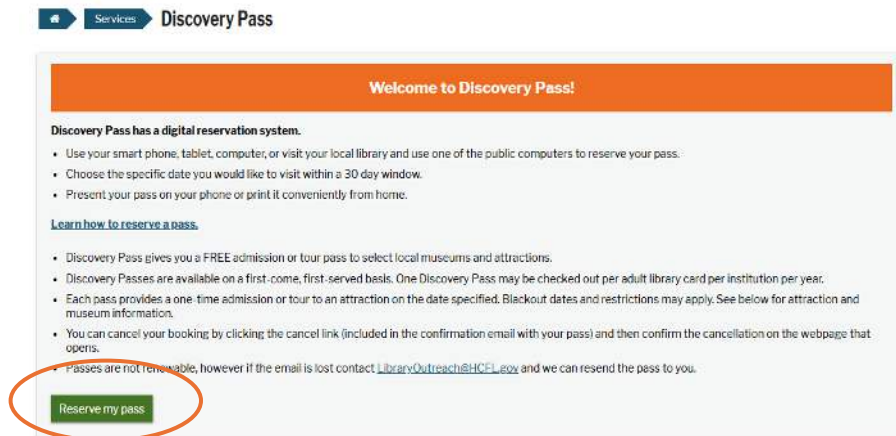 Services Discovery Pass
Welcome to Discovery Pass!
Discovery Pass has a digital reservation system.
• Use your smart phone, tablet, computer, or visit your local library and use one of the public computers to reserve your pass.
• Choose the specific date you would like to visit within a 30 day window.
• Present your pass on your phone or print it conveniently from home.
Learn how to reserve a pass.
• Discovery Pass gives you a FREE admission or tour pass to select local museums and attractions.
• Discovery Passes are available on a first-come, first-served basis. One Discovery Pass may be checked out per adult library card per institution per year.
• Each pass provides a one-time admission or tour to an attraction on the date specified. Blackout dates and restrictions may apply. See below for attraction and
museum information.
• You can cancel your booking by clicking the cancel link (included in the confirmation email with your pass) and then confirm the cancellation on the webpage that
opens.
• Passes are not renewable, however if the email is lost contact LibraryOutreach@HCFL.gov and we can resend the pass to you.
Reserve my pass